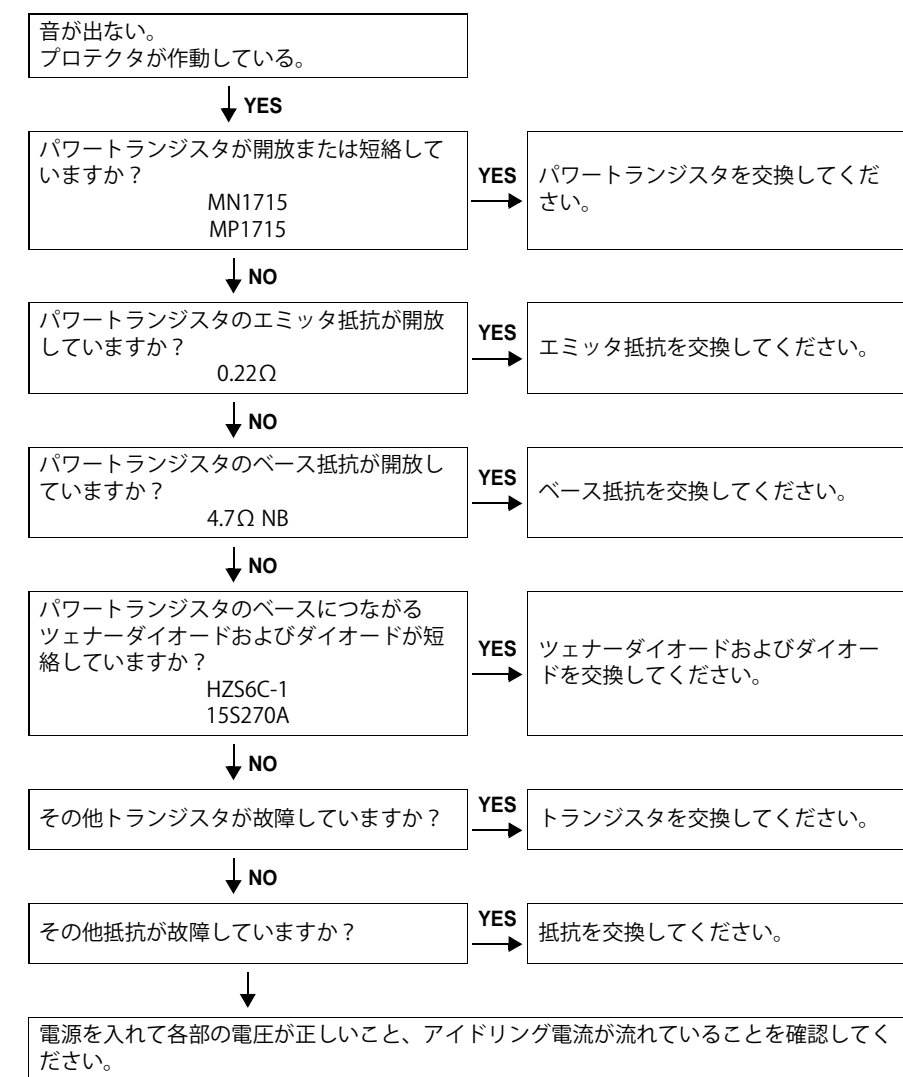 音が出ない。
プロテクタが作動している。
YES
パワートランジスタが開放または短絡して
いますか？
MN1715
MP1715
YES
パワートランジスタを交換してくだ
さい。
NO
パワートランジスタのエミッタ抵抗が開放
していますか？
0.22Ω
YES
エミッタ抵抗を交換してください。
NO
パワートランジスタのベース抵抗が開放し
ていますか？
4.7Ω NB
YES
ベース抵抗を交換してください。
NO
パワートランジスタのベースにつながる
ツェナーダイオードおよびダイオードが短
絡していますか？
HZS6C-1
15S270A
YES
ツェナーダイオードおよびダイオー
ドを交換してください。
NO
その他トランジスタが故障していますか？
YES
トランジスタを交換してください。
NO
その他抵抗が故障していますか？
YES
抵抗を交換してください。
電源を入れて各部の電圧が正しいこと、アイドリング電流が流れていることを確認してく
ださい。